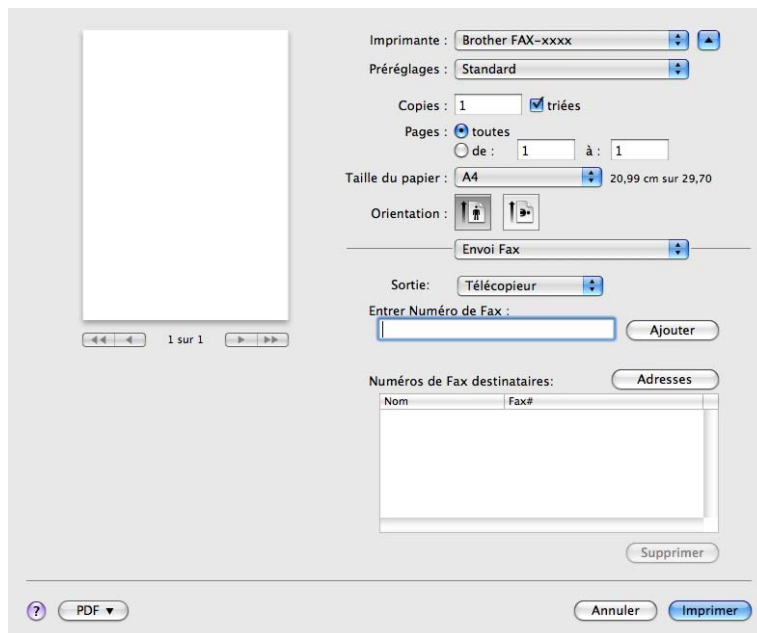 Imprimante : Brother FAX-xxxx
Préréglages : Standard
Copies : 1 triées
Pages : toutes
de : 1 à : 1
Taille du papier : A4 20,99 cm sur 29,70
Orientation :
Envoi Fax
Sortie: Télécopieur
Entrer Numéro de Fax :
Ajouter
1 sur 1
Numéros de Fax destinataires: Adresses
Nom Fax#
Supprimer
? PDF Annuler Imprimer